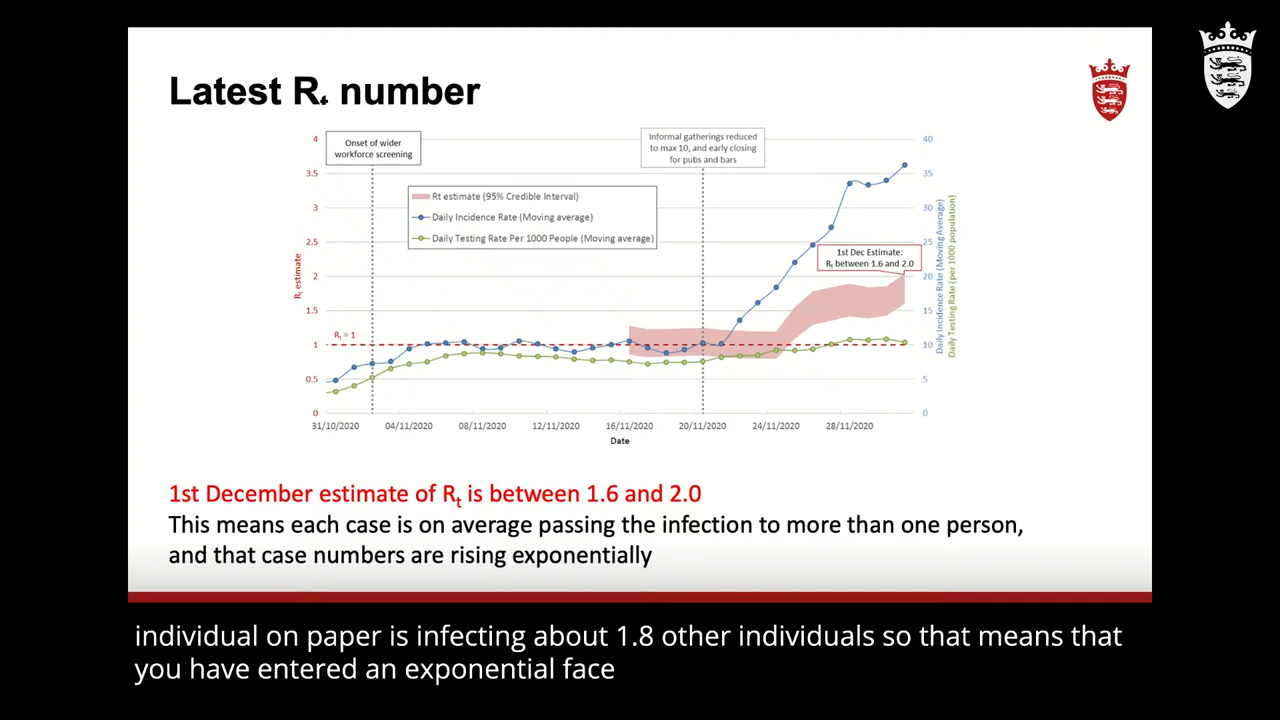 Latest Rt number
Onset of wider
workforce screening
Informal gatherings reduced
to max 10, and early closing
for pubs and bars
Rt estimate (95% Credible Interval)
Daily Incidence Rate (Moving average)
Daily Testing Rate Per 1000 People (Moving average)
1st Dec Estimate:
Rt between 1.6 and 2.0
Rt = 1
4
3.5
3
2.5
2
1.5
1
0.5
0
Rt estimate
40
35
30
25
20
15
10
5
0
Daily Incidence Rate (Moving Average)
Daily Testing Rate (per 1000 population)
31/10/2020 04/11/2020 08/11/2020 12/11/2020 16/11/2020 20/11/2020 24/11/2020 28/11/2020
Date
1st December estimate of Rt is between 1.6 and 2.0
This means each case is on average passing the infection to more than one person,
and that case numbers are rising exponentially
individual on paper is infecting about 1.8 other individuals so that means that
you have entered an exponential face